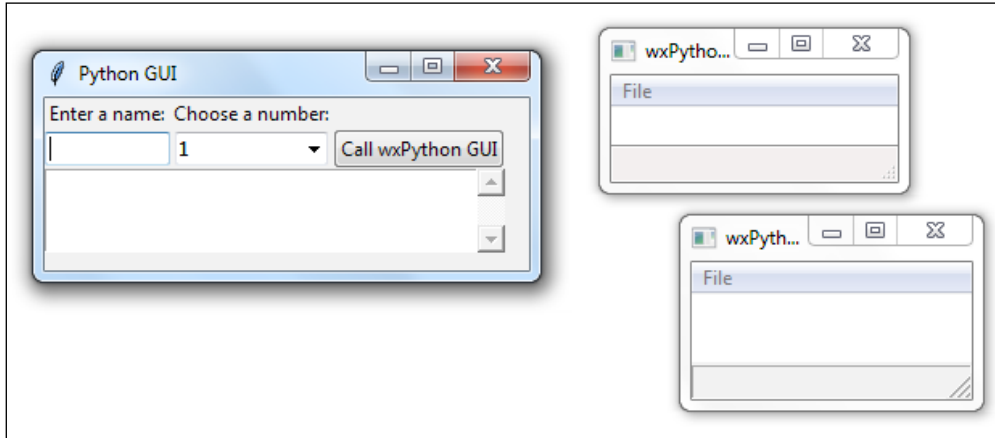 Python GUI
Enter a name: Choose a number:
1
Call wxPython GUI
wxPytho...
File
wxPyth...
File